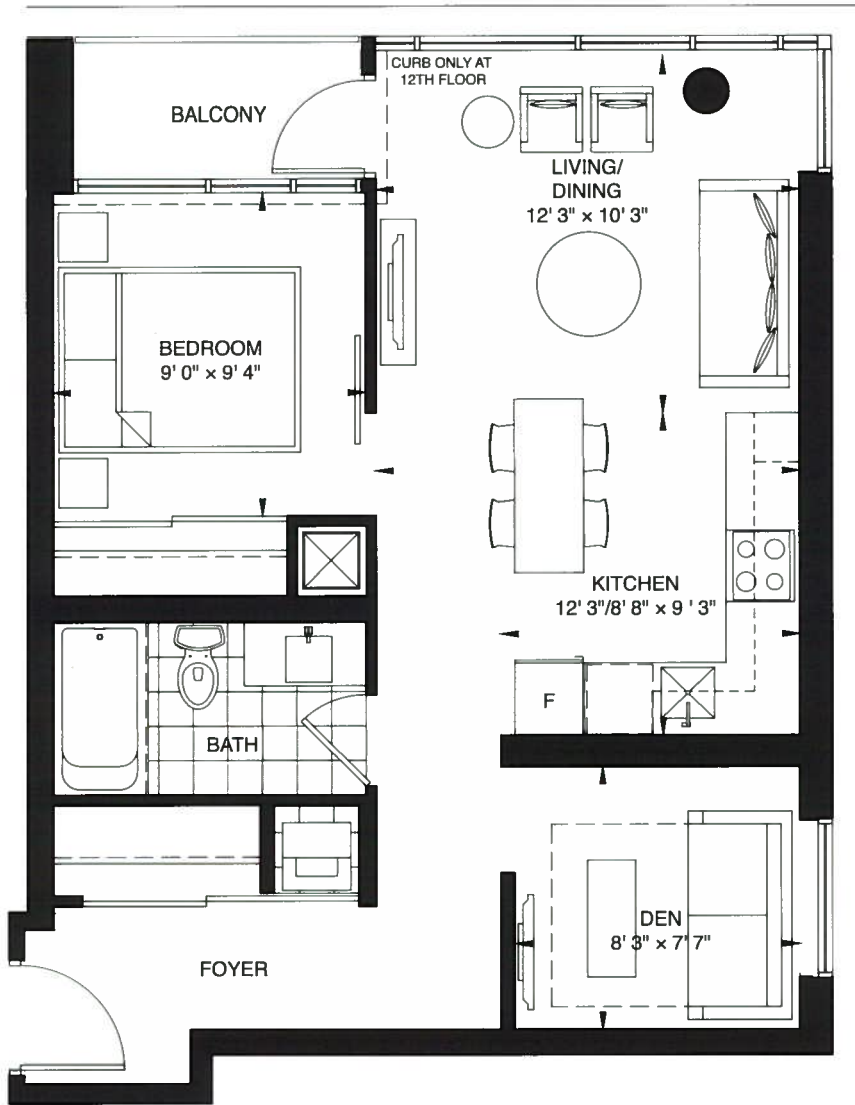 CURB ONLY AT
12TH FLOOR
BALCONY
LIVING/
DINING
12' 3" × 10' 3"
BEDROOM
9' 0" × 9' 4"
KITCHEN
12' 3"/8' 8" × 9' 3"
F
BATH
DEN
8' 3" × 7' 7"
FOYER